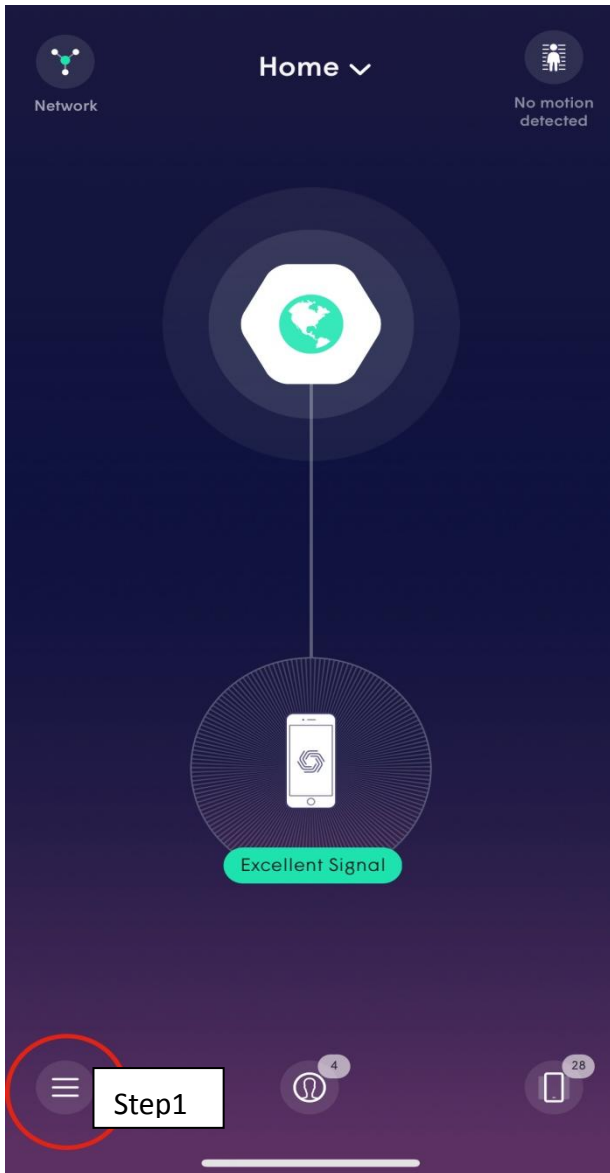 Home
Network
No motion
detected
Excellent Signal
Step1
4
28